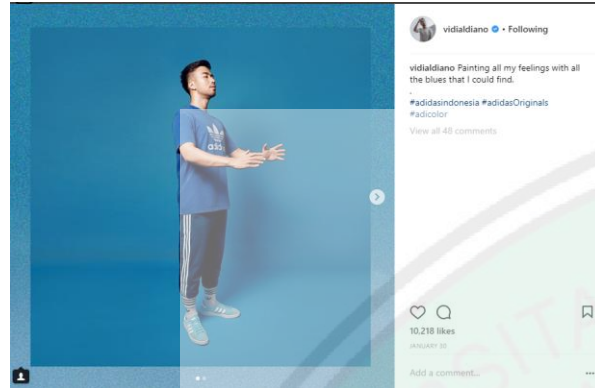 vidialdiano • Following
vidialdiano Painting all my feelings with all
the blues that I could find.
.
#adidasindonesia #adidasOriginals
#adicolor
View all 48 comments
adidas
10.218 likes
JANUARY 30
Add a comment...
SITA